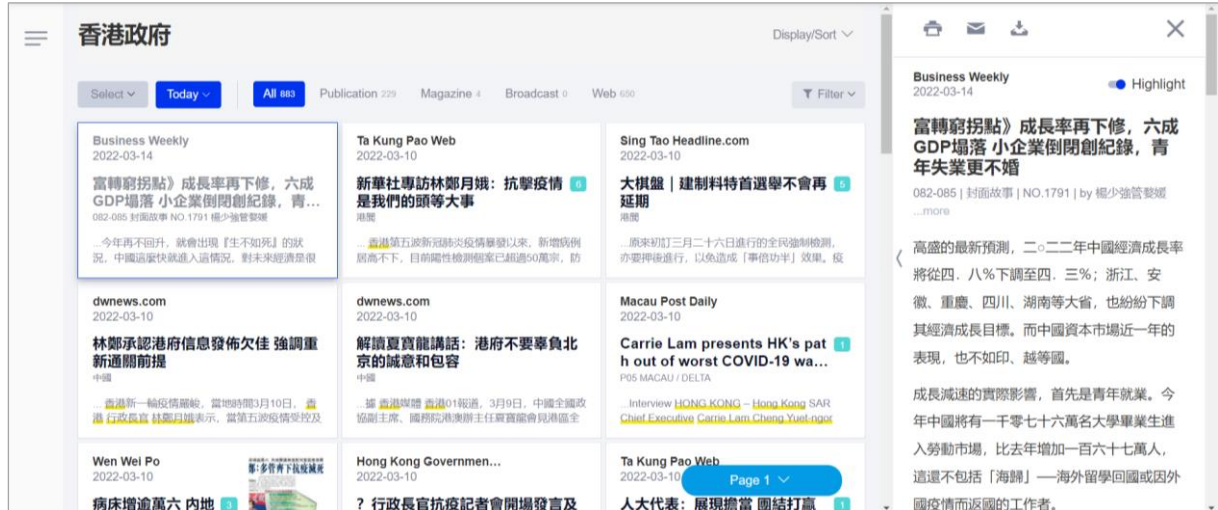 香港政府
Display/Sort
Select
Today
All 883
Publication 229
Magazine 4
Broadcast 0
Web 650
Filter
Business Weekly
2022-03-14
富轉窮拐點》成長率再下修，六成
GDP塌落 小企業倒閉創紀錄，青...
082-085 封面故事 NO.1791 楊少強管婺媛
...今年再不回升，就會出現『生不如死』的狀
況，中國這麼快就進入這情況，對未來經濟是很
Ta Kung Pao Web
2022-03-10
新華社專訪林鄭月娥：抗擊疫情 6
是我們的頭等大事
港聞
... 香港第五波新冠肺炎疫情暴發以來，新增病例
居高不下，目前陽性檢測個案已超過50萬宗，防
Sing Tao Headline.com
2022-03-10
大棋盤｜建制料特首選舉不會再 5
延期
港聞
...原來初訂三月二十六日進行的全民強制檢測，
亦要押後進行，以免造成「事倍功半」效果。疫
dwnews.com
2022-03-10
林鄭承認港府信息發佈欠佳 強調重
新通關前提
中國
... 香港新一輪疫情嚴峻，當地時間3月10日， 香
港 行政長官 林鄭月娥表示，當第五波疫情受控及
dwnews.com
2022-03-10
解讀夏寶龍講話：港府不要辜負北
京的誠意和包容
中國
... 據 香港媒體 香港01報道，3月9日，中國全國政
協副主席、國務院港澳辦主任夏寶龍會見港區全
Macau Post Daily
2022-03-10
Carrie Lam presents HK's pat 1
h out of worst COVID-19 wa...
P05 MACAU / DELTA
...Interview HONG KONG – Hong Kong SAR
Chief Executive Carrie Lam Cheng Yuet-ngor
Wen Wei Po
2022-03-10
病床增逾萬六 内地 3
Hong Kong Governmen...
2022-03-10
? 行政長官抗疫記者會開場發言及
Ta Kung Pao Web
2022-03-10
人大代表：展現擔當 團結打贏 1
Page 1
Business Weekly
2022-03-14
Highlight
富轉窮拐點》成長率再下修，六成
GDP塌落 小企業倒閉創紀錄，青
年失業更不婚
082-085 | 封面故事 | NO.1791 | by 楊少強管婺媛
...more
高盛的最新預測，二○二二年中國經濟成長率
將從四．八%下調至四．三%；浙江、安
徽、重慶、四川、湖南等大省，也紛紛下調
其經濟成長目標。而中國資本市場近一年的
表現，也不如印、越等國。
成長減速的實際影響，首先是青年就業。今
年中國將有一千零七十六萬名大學畢業生進
入勞動市場，比去年增加一百六十七萬人，
這還不包括「海歸」—海外留學回國或因外
國疫情而返國的工作者。